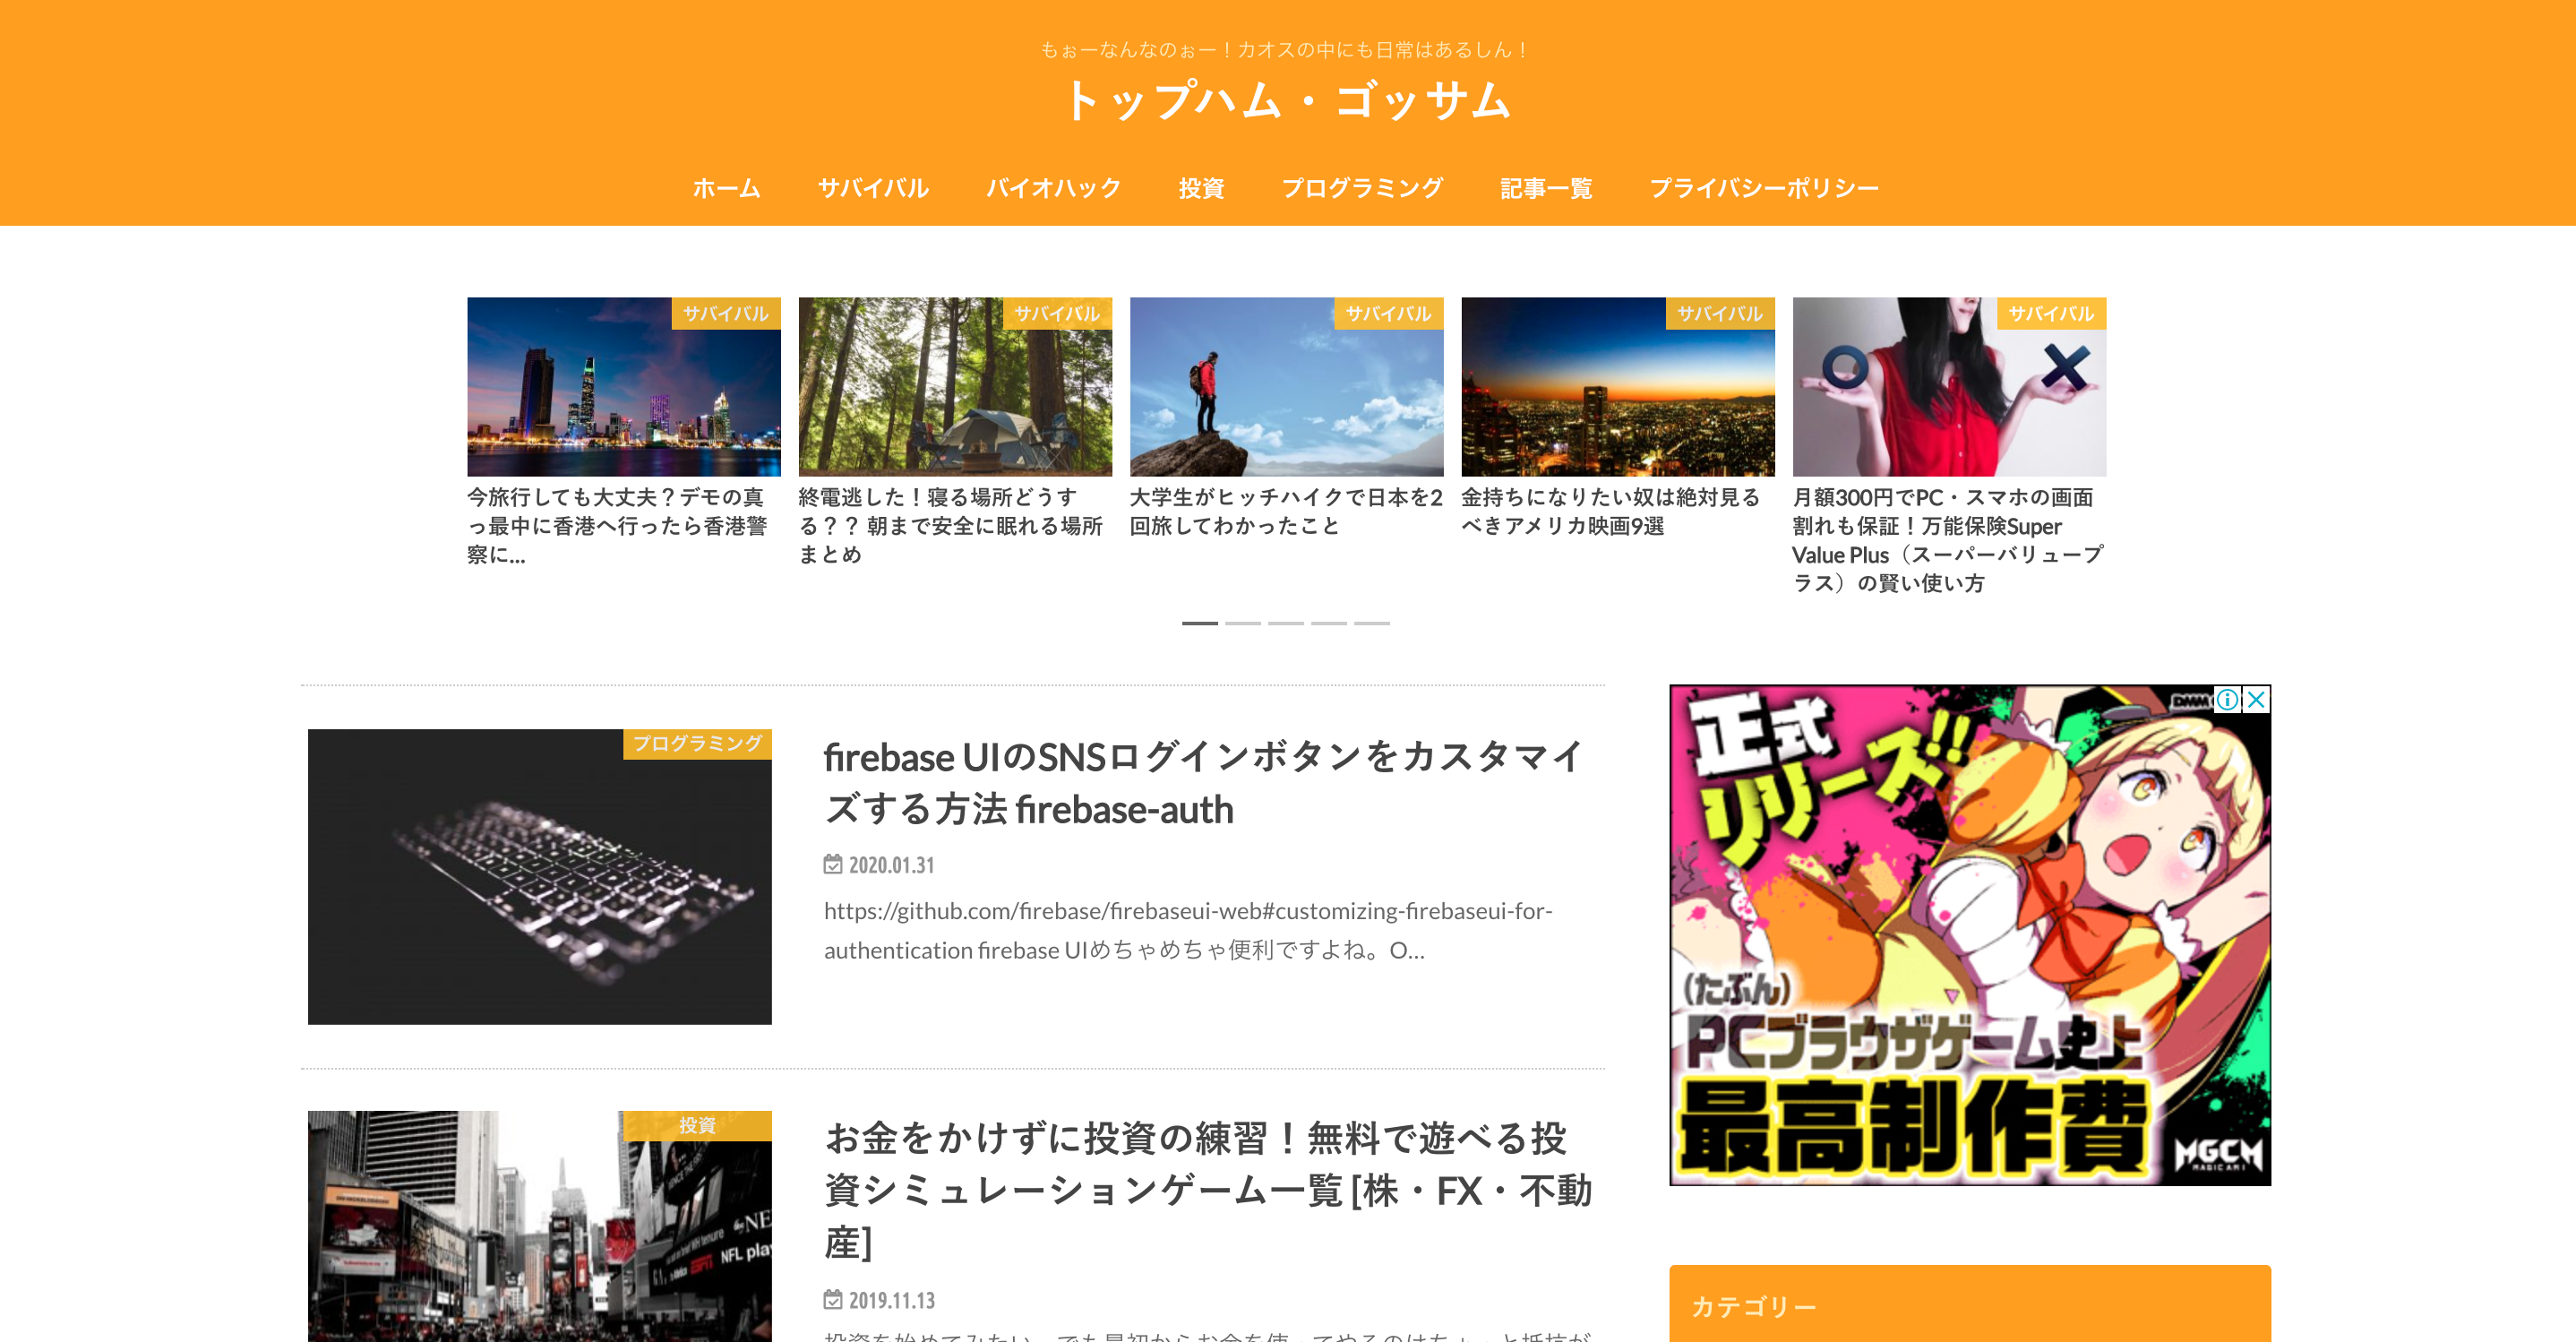 もぉーなんなのぉー！カオスの中にも日常はあるしん！
トップハム・ゴッサム
ホーム サバイバル バイオハック 投資 プログラミング 記事一覧 プライバシーポリシー
サバイバル
今旅行しても大丈夫？デモの真
っ最中に香港へ行ったら香港警
察に...
サバイバル
終電逃した！寝る場所どうす
る？？ 朝まで安全に眠れる場所
まとめ
サバイバル
大学生がヒッチハイクで日本を2
回旅してわかったこと
サバイバル
金持ちになりたい奴は絶対見る
べきアメリカ映画9選
サバイバル
月額300円でPC・スマホの画面
割れも保証！万能保険Super
Value Plus（スーパーバリュープ
ラス）の賢い使い方
プログラミング
firebase UIのSNSログインボタンをカスタマイ
ズする方法 firebase-auth
2020.01.31
https://github.com/firebase/firebaseui-web#customizing-firebaseui-for-
authentication firebase UIめちゃめちゃ便利ですよね。O...
投資
お金をかけずに投資の練習！無料で遊べる投
資シミュレーションゲーム一覧 [株・FX・不動
産]
2019.11.13
NFL
ESPN
正式
リリーズ!!
DMM
(たぶん)
PCブラウザゲーム史上
最高制作費
MGCM
MAGICAMI
カテゴリー